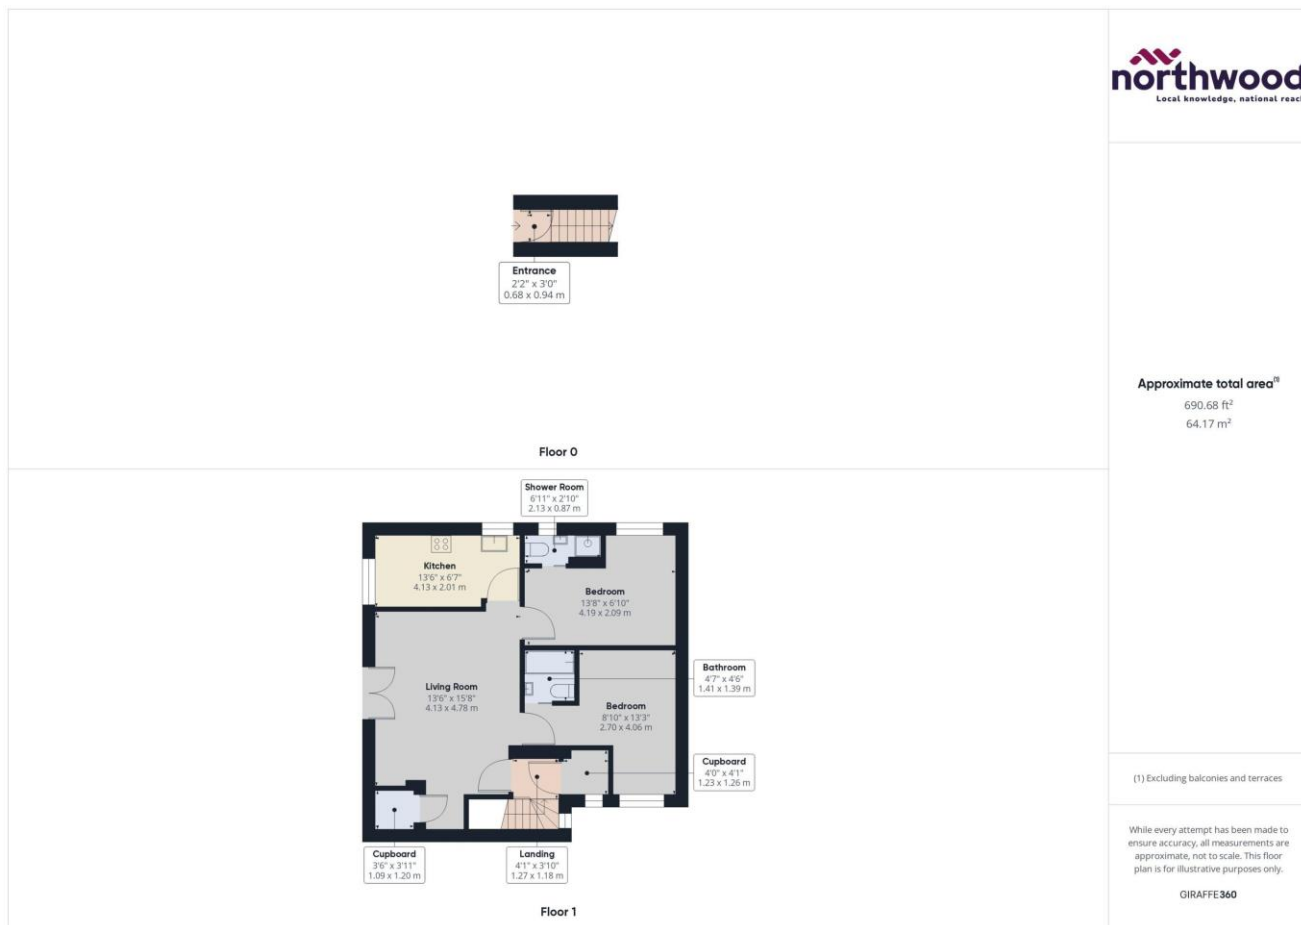 northwood
Local knowledge, national reach
Entrance
2'2" x 3'0"
0.68 x 0.94 m
Floor 0
Approximate total area(1)
690.68 ft²
64.17 m²
Shower Room
6'11" x 2'10"
2.13 x 0.87 m
Kitchen
13'6" x 6'7"
4.13 x 2.01 m
Bedroom
13'8" x 6'10"
4.19 x 2.09 m
Living Room
13'6" x 15'8"
4.13 x 4.78 m
Bathroom
4'7" x 4'6"
1.41 x 1.39 m
Bedroom
8'10" x 13'3"
2.70 x 4.06 m
Cupboard
4'0" x 4'1"
1.23 x 1.26 m
Cupboard
3'6" x 3'11"
1.09 x 1.20 m
Landing
4'1" x 3'10"
1.27 x 1.18 m
Floor 1
(1) Excluding balconies and terraces
While every attempt has been made to
ensure accuracy, all measurements are
approximate, not to scale. This floor
plan is for illustrative purposes only.
GIRAFFE360